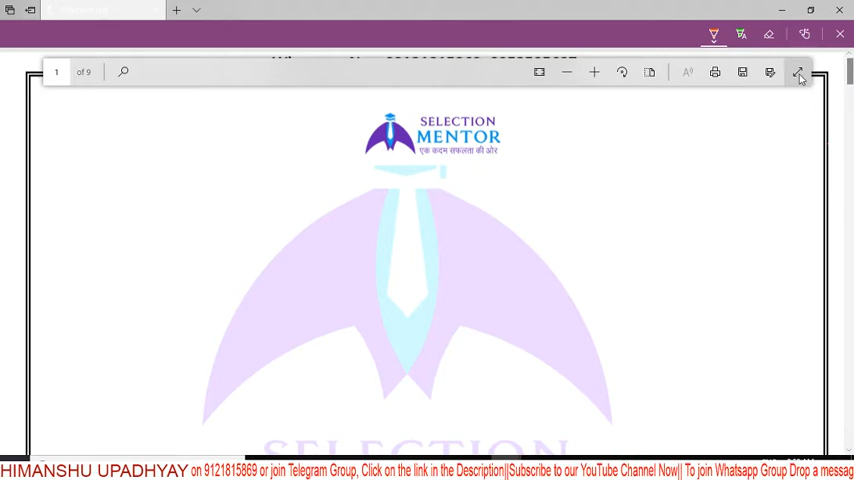 1 of 9
SELECTION
MENTOR
एक कदम सफलता की ओर
SELECTION
HIMANSHU UPADHYAY on 9121815869 or join Telegram Group, Click on the link in the Description||Subscribe to our YouTube Channel Now|| To join Whatsapp Group Drop a messag